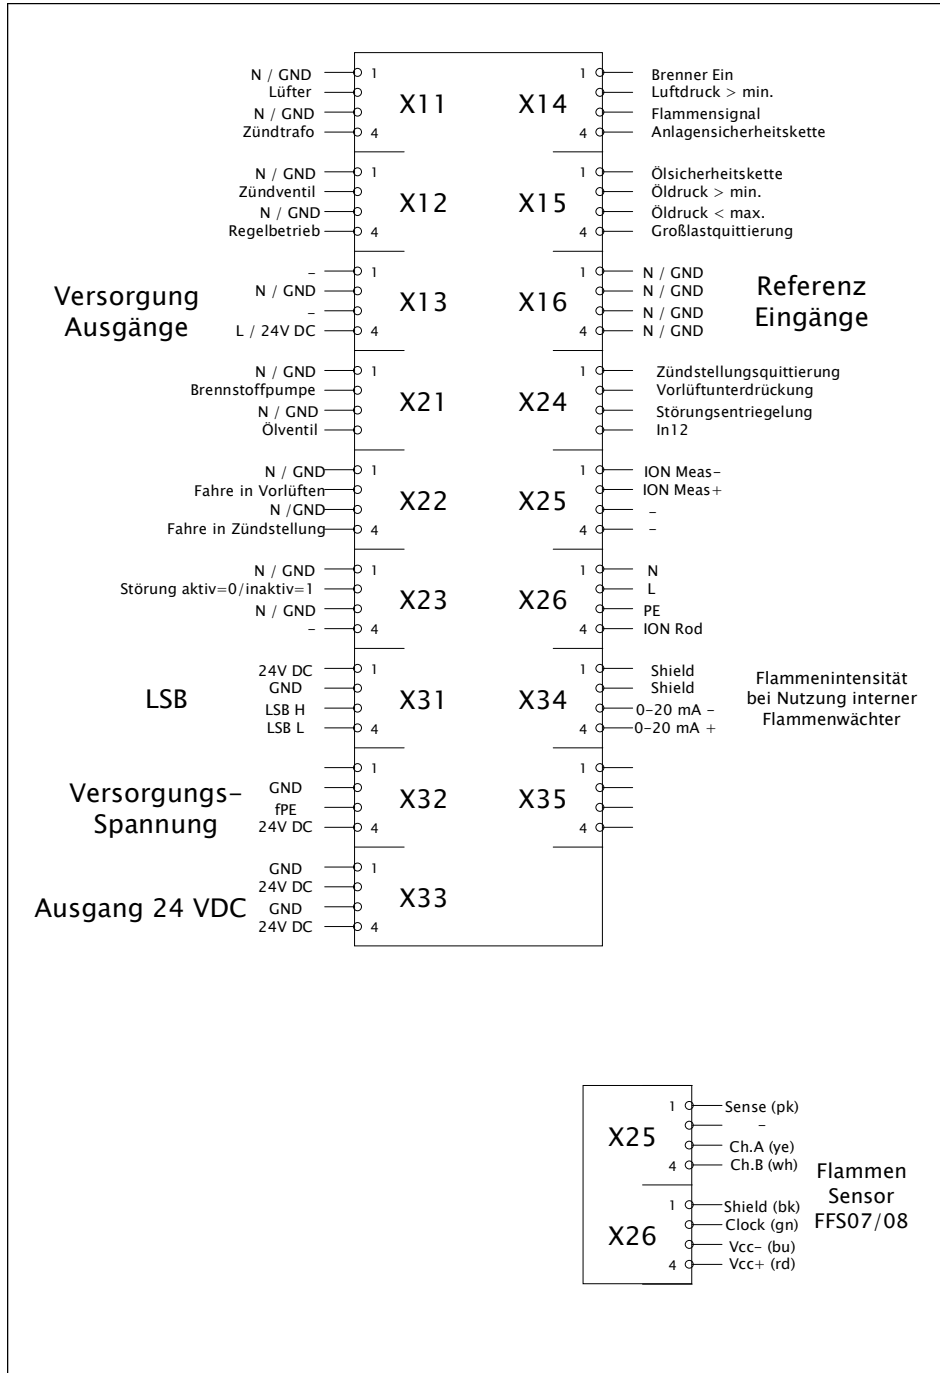 N / GND 1 X11 X14 1 Brenner Ein
Lüfter Luftdruck > min.
N / GND Flammensignal
Zündtrafo 4 4 Anlagensicherheitskette
N / GND 1 X12 X15 1 Ölsicherheitskette
Zündventil Öldruck > min.
N / GND Öldruck < max.
Regelbetrieb 4 4 Großlastquittierung
Versorgung
Ausgänge
– 1 X13 X16 1 N / GND
N / GND N / GND
– N / GND
L / 24V DC 4 4 N / GND
Referenz
Eingänge
N / GND 1 X21 X24 1 Zündstellungsquittierung
Brennstoffpumpe Vorlüftunterdrückung
N / GND Störungsentriegelung
Ölventil In12
N / GND 1 X22 X25 1 ION Meas-
Fahre in Vorlüften ION Meas+
N /GND –
Fahre in Zündstellung 4 4 –
N / GND 1 X23 X26 1 N
Störung aktiv=0/inaktiv=1 L
N / GND PE
– 4 4 ION Rod
LSB
24V DC 1 X31 X34 1 Shield
GND Shield
LSB H 0-20 mA -
LSB L 4 4 0-20 mA +
Flammenintensität
bei Nutzung interner
Flammenwächter
Versorgungs-
Spannung
1 X32 X35 1
GND
fPE
24V DC 4 4
Ausgang 24 VDC
GND 1 X33
24V DC
GND
24V DC 4
X25 1 Sense (pk)
–
Ch.A (ye)
4 Ch.B (wh)
X26 1 Shield (bk)
Clock (gn)
Vcc- (bu)
4 Vcc+ (rd)
Flammen
Sensor
FFS07/08